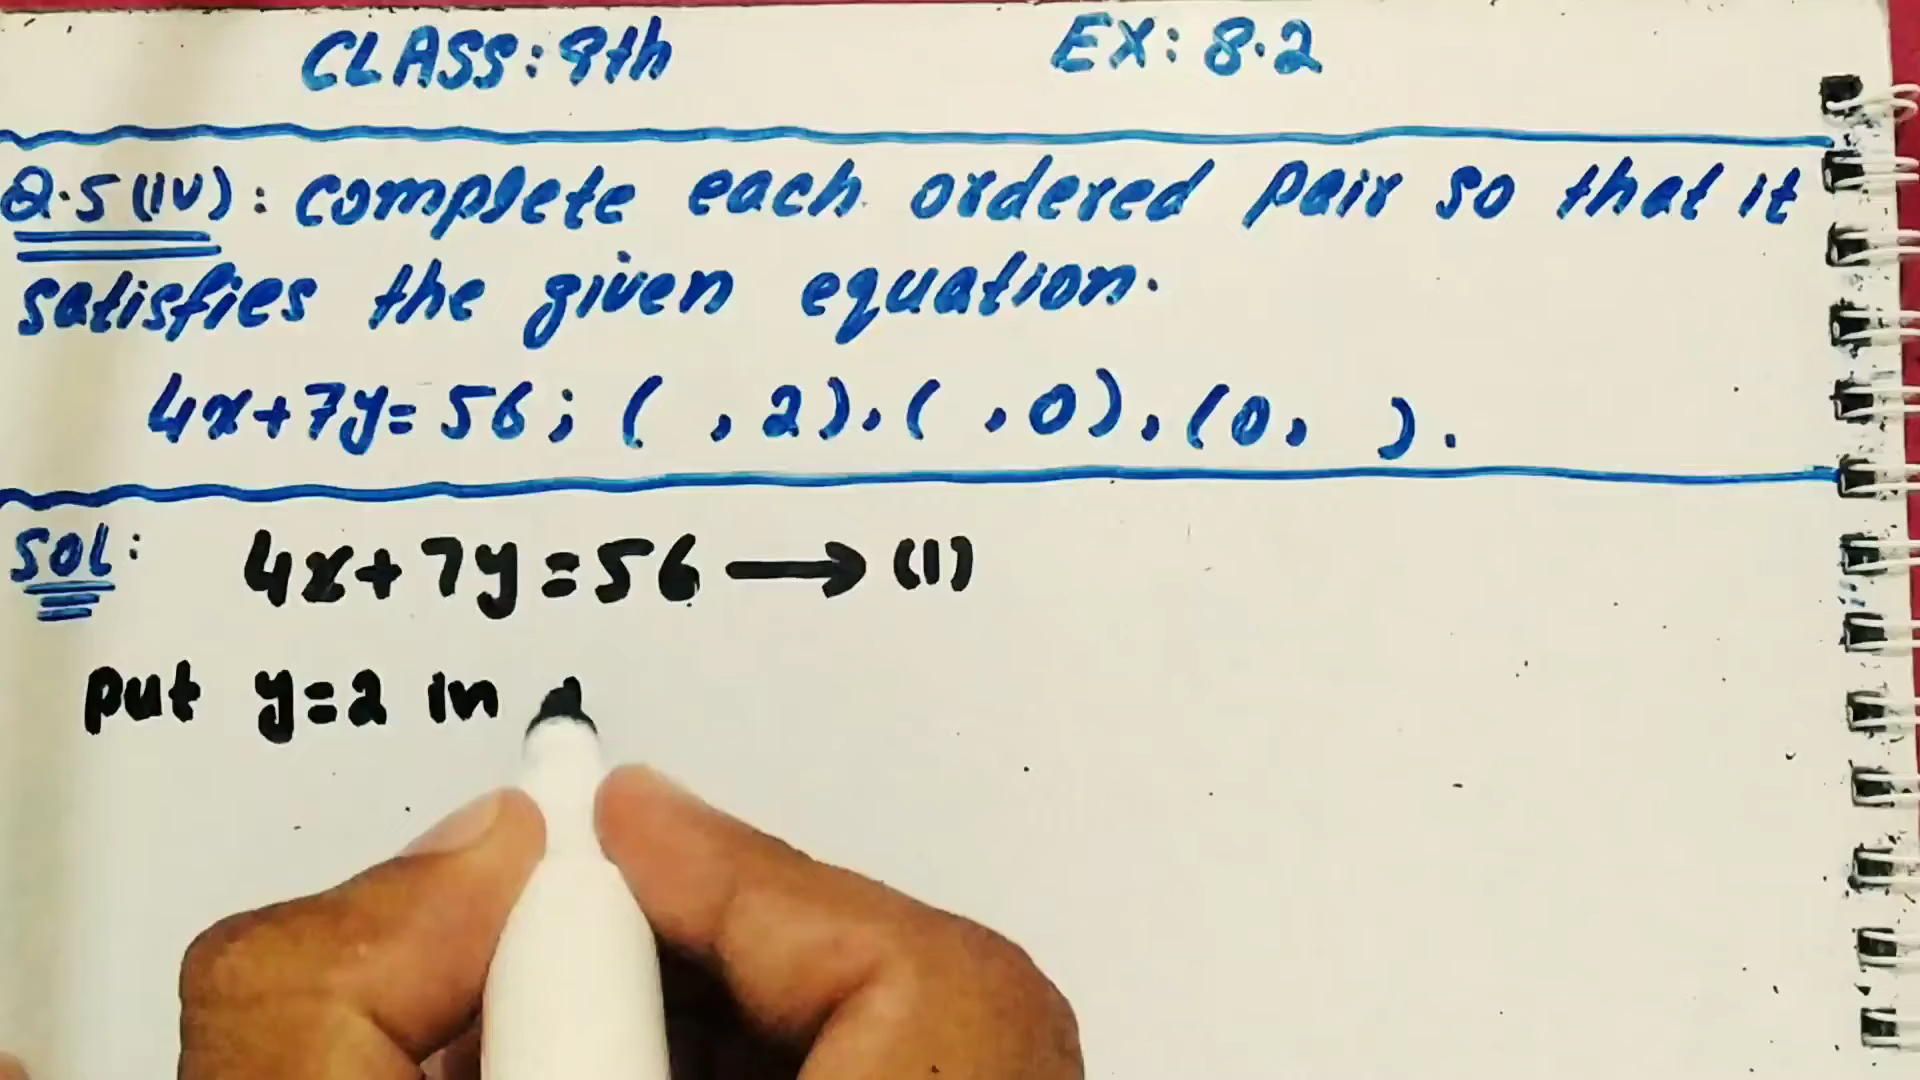 CLASS: 8th EX: 8.2
Q.5(IV): complete each ordered pair so that it
satisfies the given equation.
4x+7y=56; ( ,2),( ,0),(0, ).
SOL: 4x+7y=56 → (1)
put y=2 in